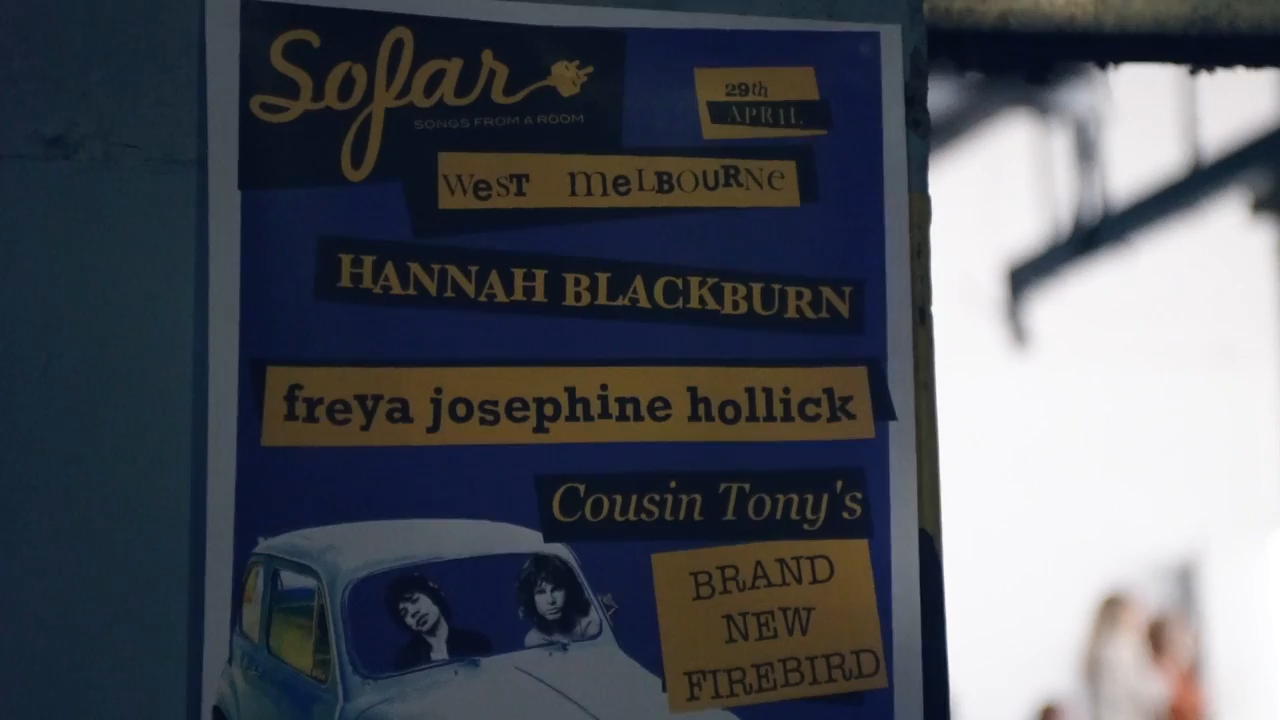 Sofar
SONGS FROM A ROOM
29th
APRIL
WeST meLBOURNe
HANNAH BLACKBURN
freya josephine hollick
Cousin Tony's
BRAND
NEW
FIREBIRD